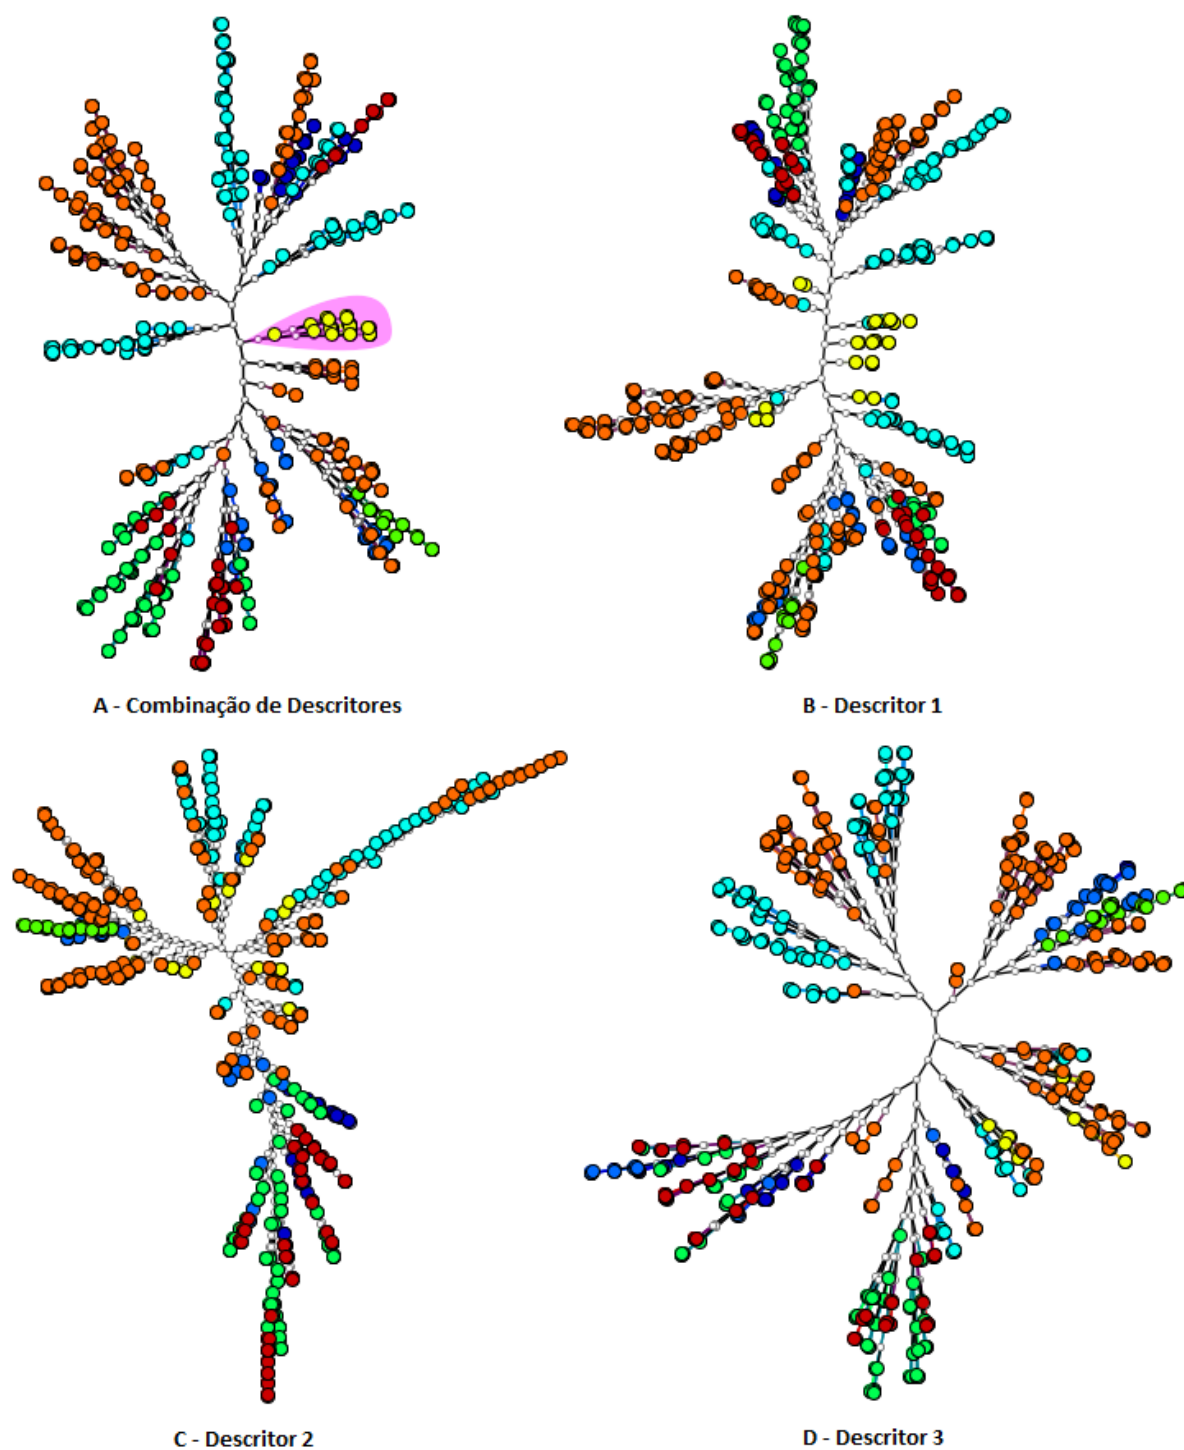 A - Combinação de Descritores
B - Descritor 1
C - Descritor 2
D - Descritor 3